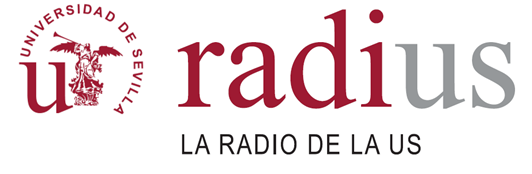 UNIVERSIDAD DE SEVILLA
u
radius
LA RADIO DE LA US